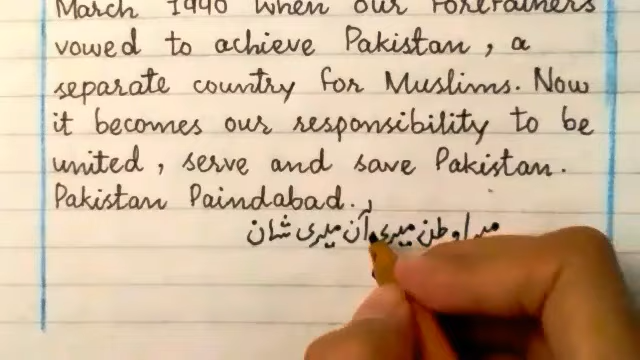 March 1940 when our forefathers
vowed to achieve Pakistan, a
separate country for Muslims. Now
it becomes our responsibility to be
united, serve and save Pakistan.
Pakistan Paindabad.
میرا وطن میری آن میری شان